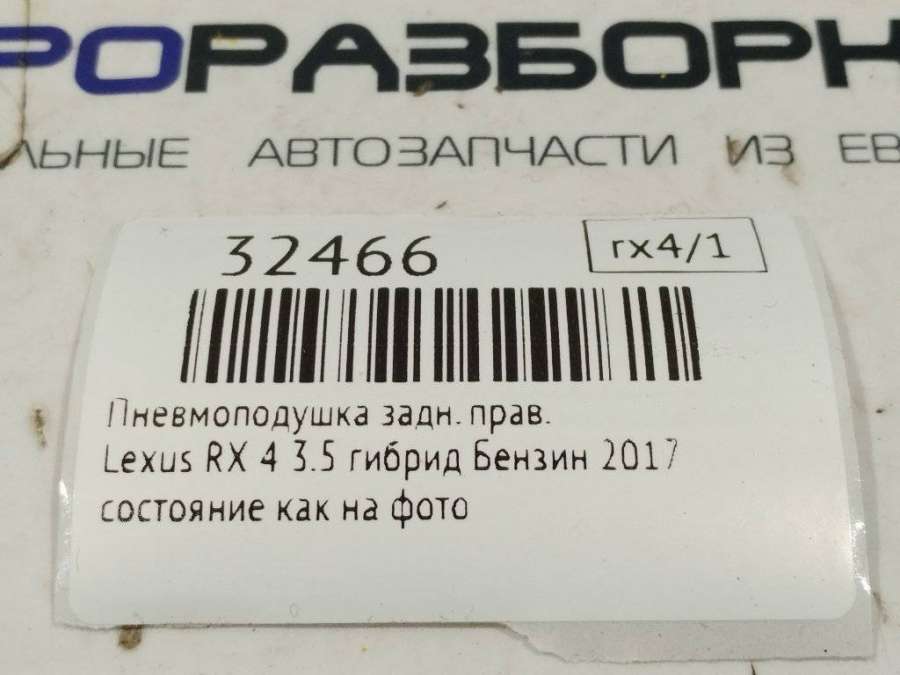 РОРАЗБОРК
ЛЬНЫЕ АВТОЗАПЧАСТИ ИЗ ЕВ
32466
rx4/1
Пневмоподушка задн. прав.
Lexus RX 4 3.5 гибрид Бензин 2017
состояние как на фото